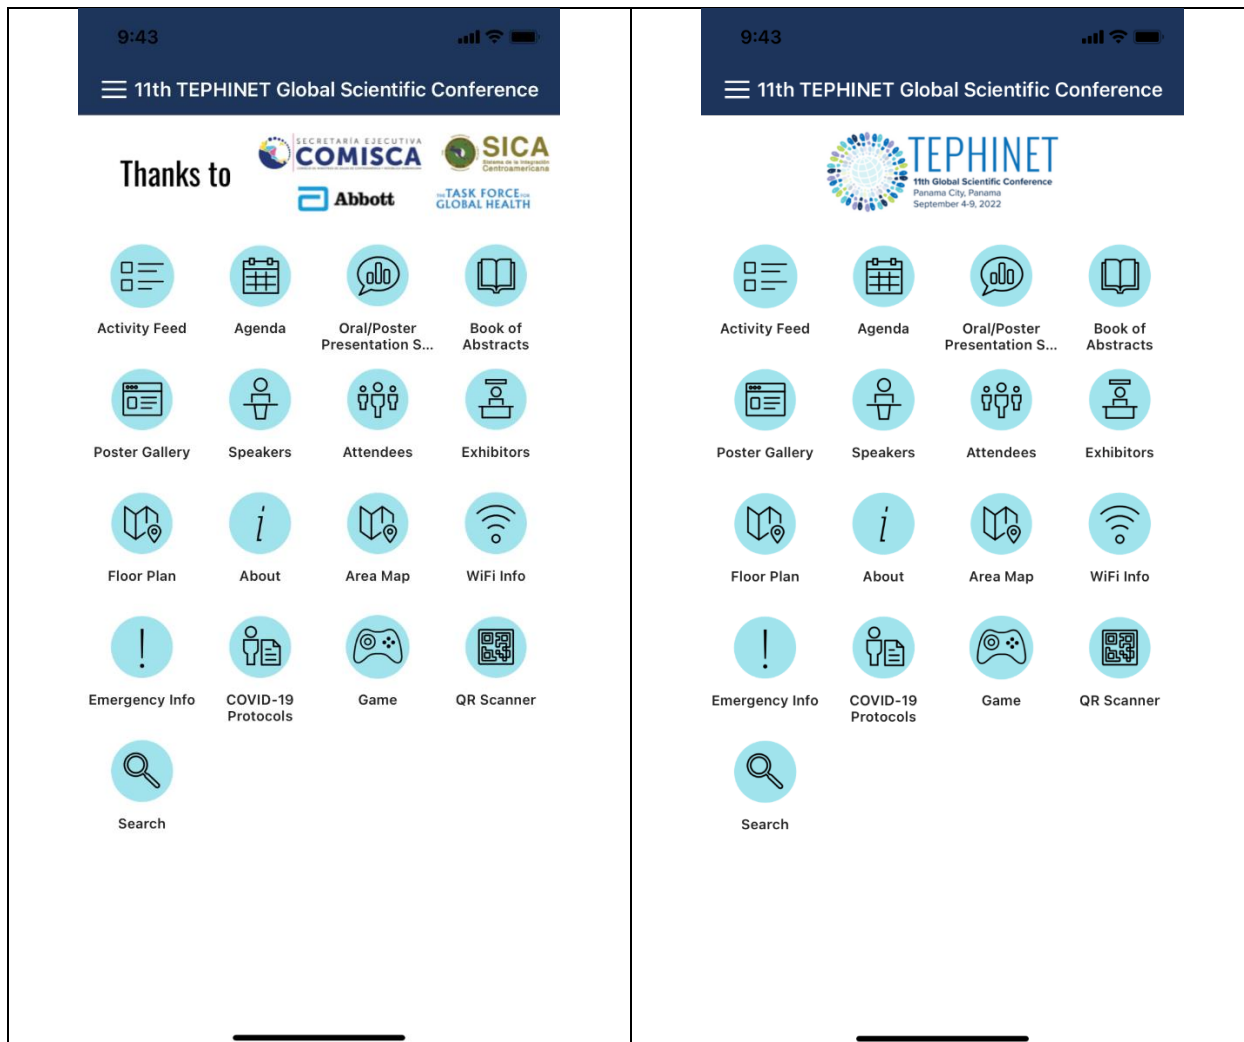 9:43
11th TEPHINET Global Scientific Conference
Thanks to
SECRETARÍA EJECUTIVA
COMISCA
SICA
Sistema de la Integración
Centroamericana
Abbott
THE TASK FORCE FOR
GLOBAL HEALTH
Activity Feed
Agenda
Oral/Poster
Presentation S...
Book of
Abstracts
Poster Gallery
Speakers
Attendees
Exhibitors
Floor Plan
About
Area Map
WiFi Info
Emergency Info
COVID-19
Protocols
Game
QR Scanner
Search
9:43
11th TEPHINET Global Scientific Conference
TEPHINET
11th Global Scientific Conference
Panama City, Panama
September 4-9, 2022
Activity Feed
Agenda
Oral/Poster
Presentation S...
Book of
Abstracts
Poster Gallery
Speakers
Attendees
Exhibitors
Floor Plan
About
Area Map
WiFi Info
Emergency Info
COVID-19
Protocols
Game
QR Scanner
Search